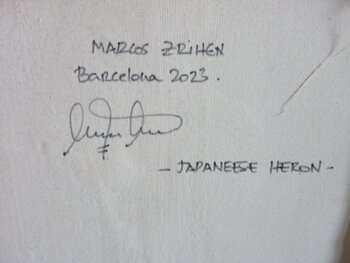 MARCOS ZRIHEN
Barcelona 2023.
- JAPANEESE HERON -